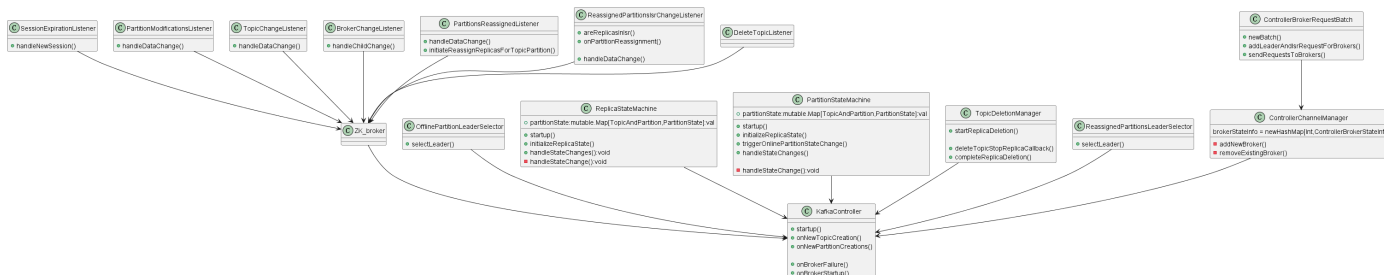 C SessionExpirationListener
handleNewSession()
C PartitionModificationsListener
handleDataChange()
C TopicChangeListener
handleDataChange()
C BrokerChangeListener
handleChildChange()
C PartitionsReassignedListener
handleDataChange()
initiateReassignReplicasForTopicPartition()
C ReassignedPartitionsIsrChangeListener
areReplicasInIsr()
onPartitionReassignment()
handleDataChange()
C DeleteTopicListener
C ControllerBrokerRequestBatch
newBatch()
addLeaderAndIsrRequestForBrokers()
sendRequestsToBrokers()
C ZK_broker
C OfflinePartitionLeaderSelector
selectLeader()
C ReplicaStateMachine
partitionState:mutable.Map[TopicAndPartition,PartitionState]:val
startup()
initializeReplicaState()
handleStateChanges():void
handleStateChange():void
C PartitionStateMachine
partitionState:mutable.Map[TopicAndPartition,PartitionState]:val
startup()
initializeReplicaState()
triggerOnlinePartitionStateChange()
handleStateChanges()
handleStateChange():void
C TopicDeletionManager
startReplicaDeletion()
deleteTopicStopReplicaCallback()
completeReplicaDeletion()
C ReassignedPartitionsLeaderSelector
selectLeader()
C ControllerChannelManager
brokerStateInfo = newHashMap[Int,ControllerBrokerStateInf
addNewBroker()
removeExistingBroker()
C KafkaController
startup()
onNewTopicCreation()
onNewPartitionCreations()
onBrokerFailure()
onBrokerStartup()